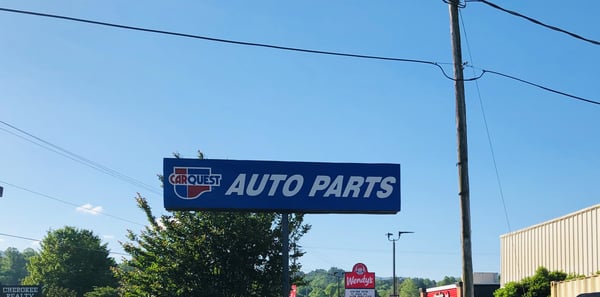 CARQUEST AUTO PARTS
Wendy's
CHEROKEE
REALTY